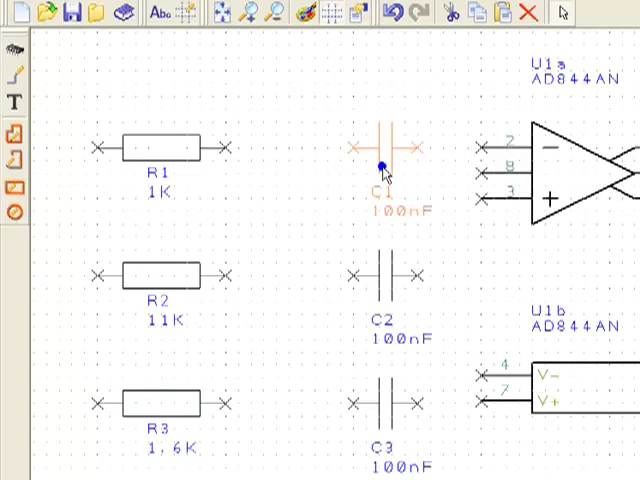 Abc
T
U1a
AD844AN
R1
1K
C1
100nF
2
8
3
R2
11K
C2
100nF
U1b
AD844AN
4
V-
7
V+
R3
1.6K
C3
100nF